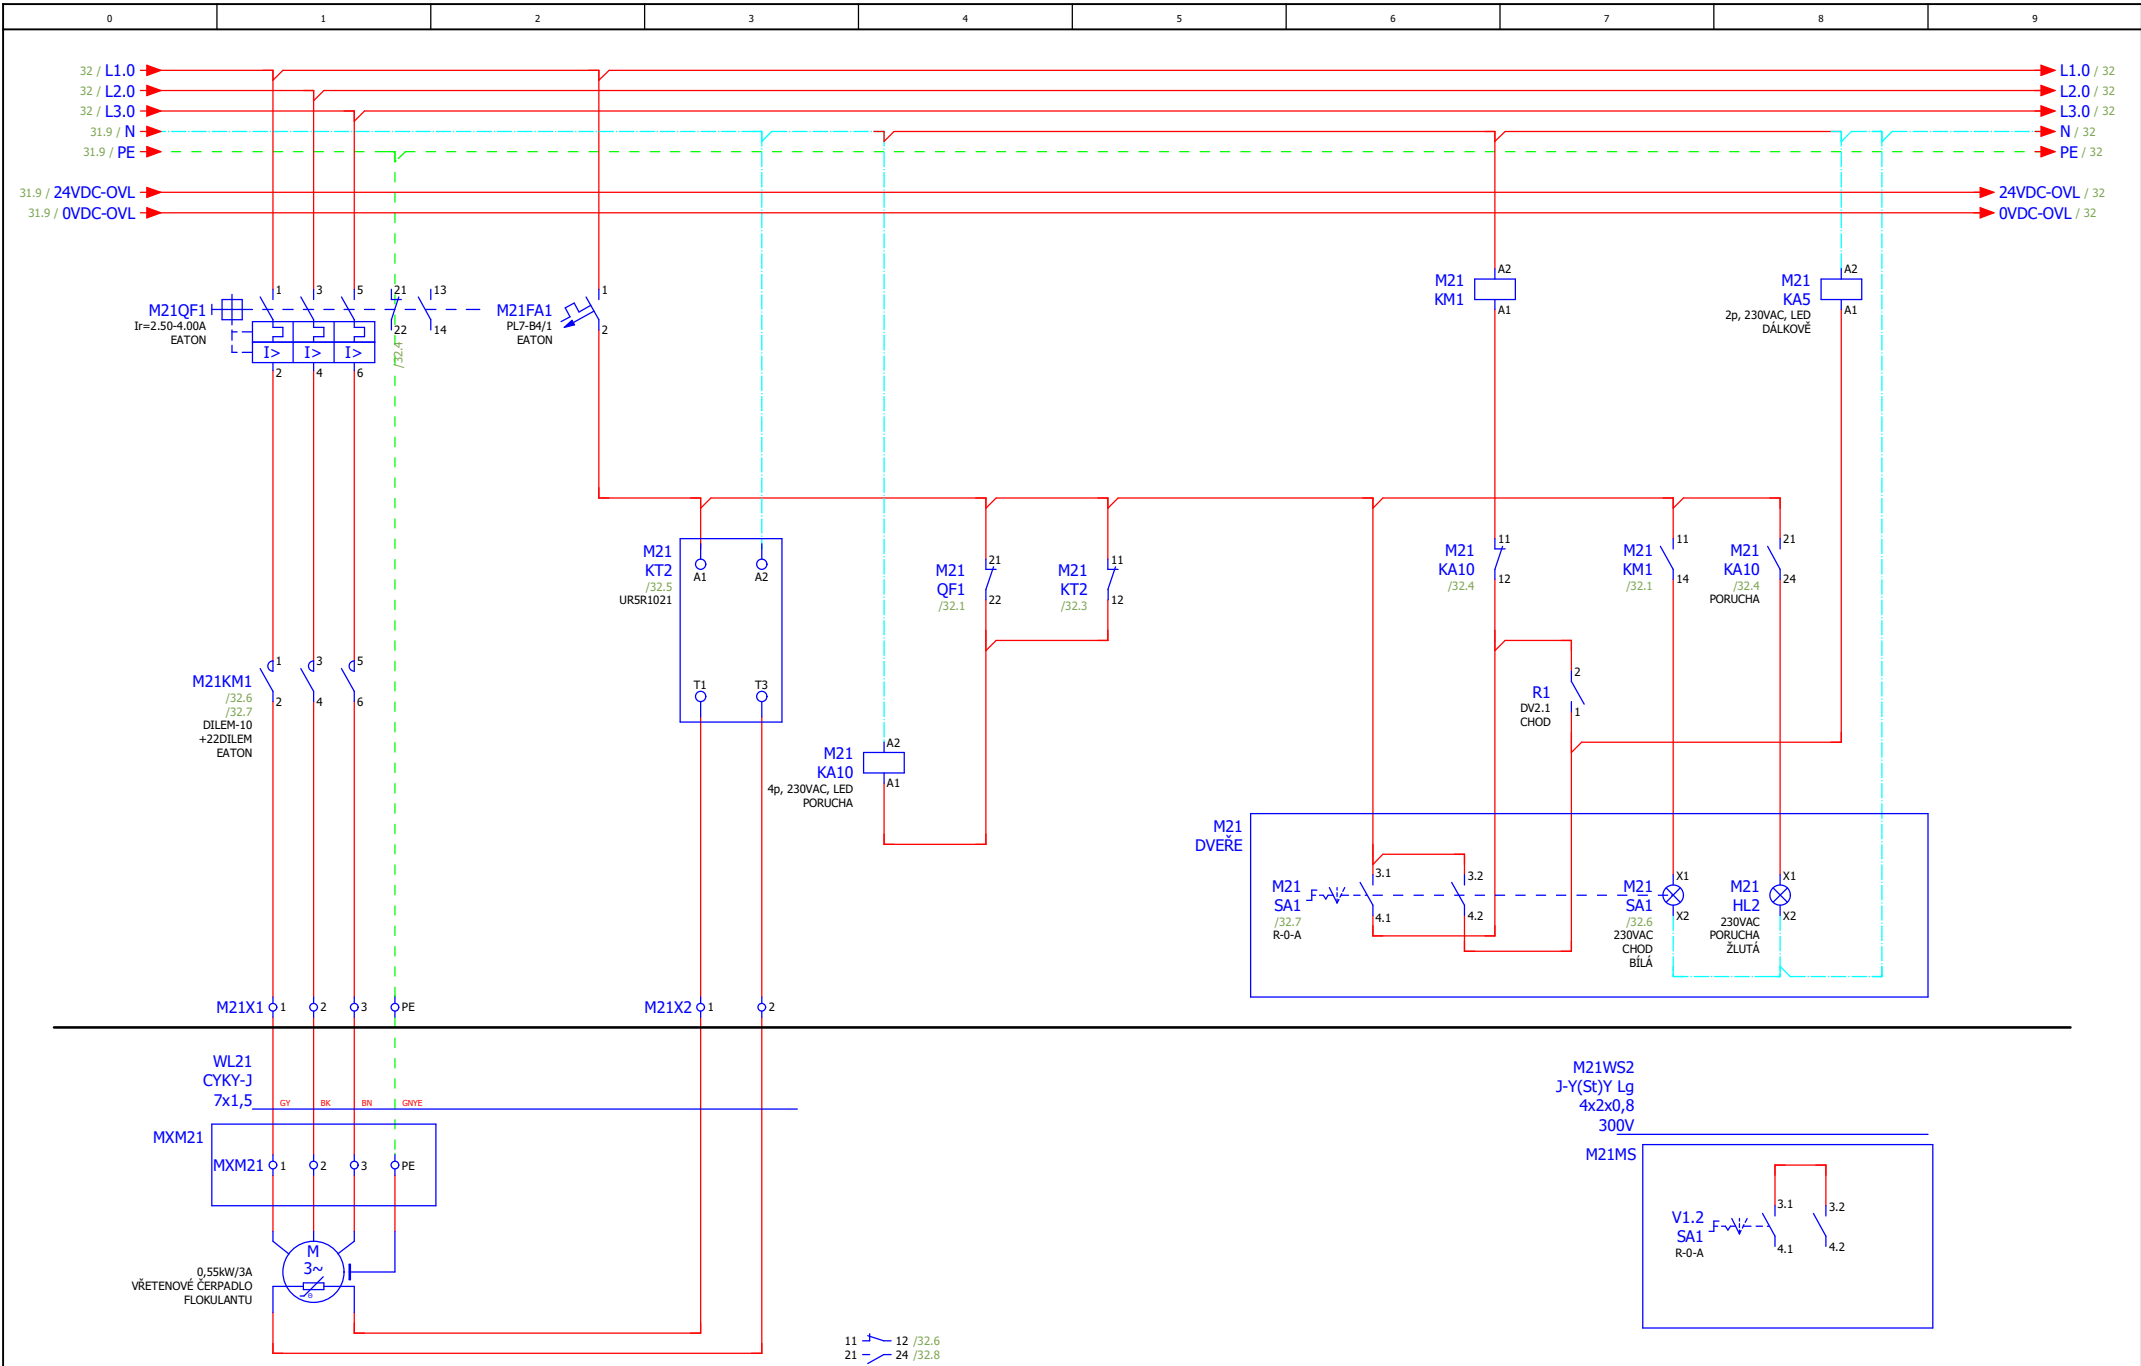 0 1 2 3 4 5 6 7 8 9
32 / L1.0
L1.0 / 32
32 / L2.0
L2.0 / 32
32 / L3.0
L3.0 / 32
31.9 / N
N / 32
31.9 / PE
PE / 32
31.9 / 24VDC-OVL
24VDC-OVL / 32
31.9 / 0VDC-OVL
0VDC-OVL / 32
M21QF1
Ir=2.50-4.00A
EATON
1 3 5 21 13
22 14
I> I> I>
2 4 6
/32.4
M21FA1
PL7-B4/1
EATON
1
2
M21
KM1
A2
A1
M21
KA5
2p, 230VAC, LED
DÁLKOVĚ
A2
A1
M21
KT2
/32.5
UR5R1021
A1 A2
T1 T3
M21
QF1
/32.1
21
22
M21
KT2
/32.3
11
12
M21
KA10
/32.4
11
12
M21
KM1
/32.1
11
14
M21
KA10
/32.4
PORUCHA
21
24
M21KM1
/32.6
/32.7
DILEM-10
+22DILEM
EATON
1 3 5
2 4 6
R1
DV2.1
CHOD
2
1
M21
KA10
4p, 230VAC, LED
PORUCHA
A2
A1
M21
DVEŘE
M21
SA1
/32.7
R-0-A
3.1 3.2
4.1 4.2
M21
SA1
/32.6
230VAC
CHOD
BÍLÁ
X1
X2
M21
HL2
230VAC
PORUCHA
ŽLUTÁ
X1
X2
M21X1 1 2 3 PE
M21X2 1 2
WL21
CYKY-J
7x1,5
GY BK BN GNYE
M21WS2
J-Y(St)Y Lg
4x2x0,8
300V
MXM21
MXM21 1 2 3 PE
M21MS
V1.2
SA1
R-0-A
3.1 3.2
4.1 4.2
M
3~
0,55kW/3A
VŘETENOVÉ ČERPADLO
FLOKULANTU
θ
11 12 /32.6
21 24 /32.8